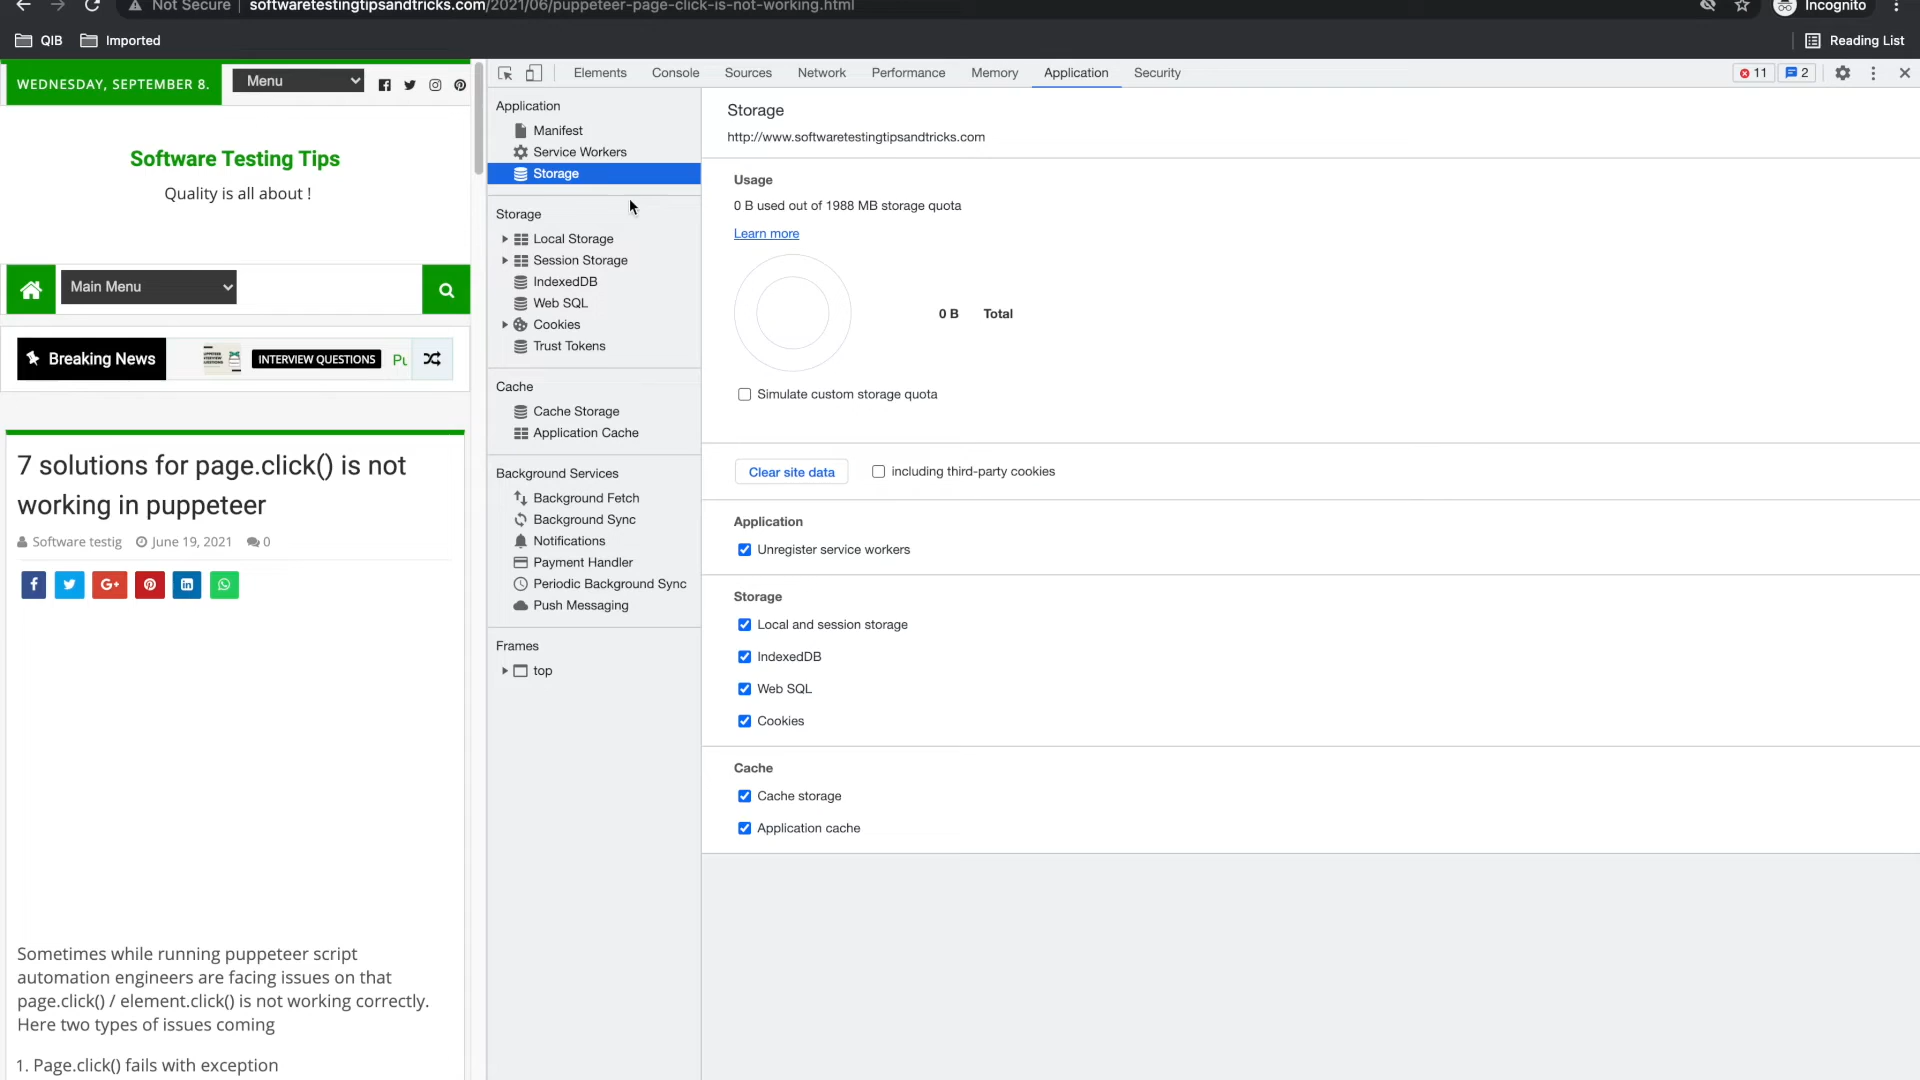 Not Secure | softwaretestingtipsandtricks.com/2021/06/puppeteer-page-click-is-not-working.html
Incognito
QIB
Imported
Reading List
WEDNESDAY, SEPTEMBER 8.
Menu
Software Testing Tips
Quality is all about !
Main Menu
Breaking News
INTERVIEW QUESTIONS
7 solutions for page.click() is not
working in puppeteer
Software testig
June 19, 2021
0
G+
Sometimes while running puppeteer script
automation engineers are facing issues on that
page.click() / element.click() is not working correctly.
Here two types of issues coming
1. Page.click() fails with exception
Elements
Console
Sources
Network
Performance
Memory
Application
Security
11
2
Application
Manifest
Service Workers
Storage
Storage
Local Storage
Session Storage
IndexedDB
Web SQL
Cookies
Trust Tokens
Cache
Cache Storage
Application Cache
Background Services
Background Fetch
Background Sync
Notifications
Payment Handler
Periodic Background Sync
Push Messaging
Frames
top
Storage
http://www.softwaretestingtipsandtricks.com
Usage
0 B used out of 1988 MB storage quota
Learn more
0 B Total
Simulate custom storage quota
Clear site data
including third-party cookies
Application
Unregister service workers
Storage
Local and session storage
IndexedDB
Web SQL
Cookies
Cache
Cache storage
Application cache